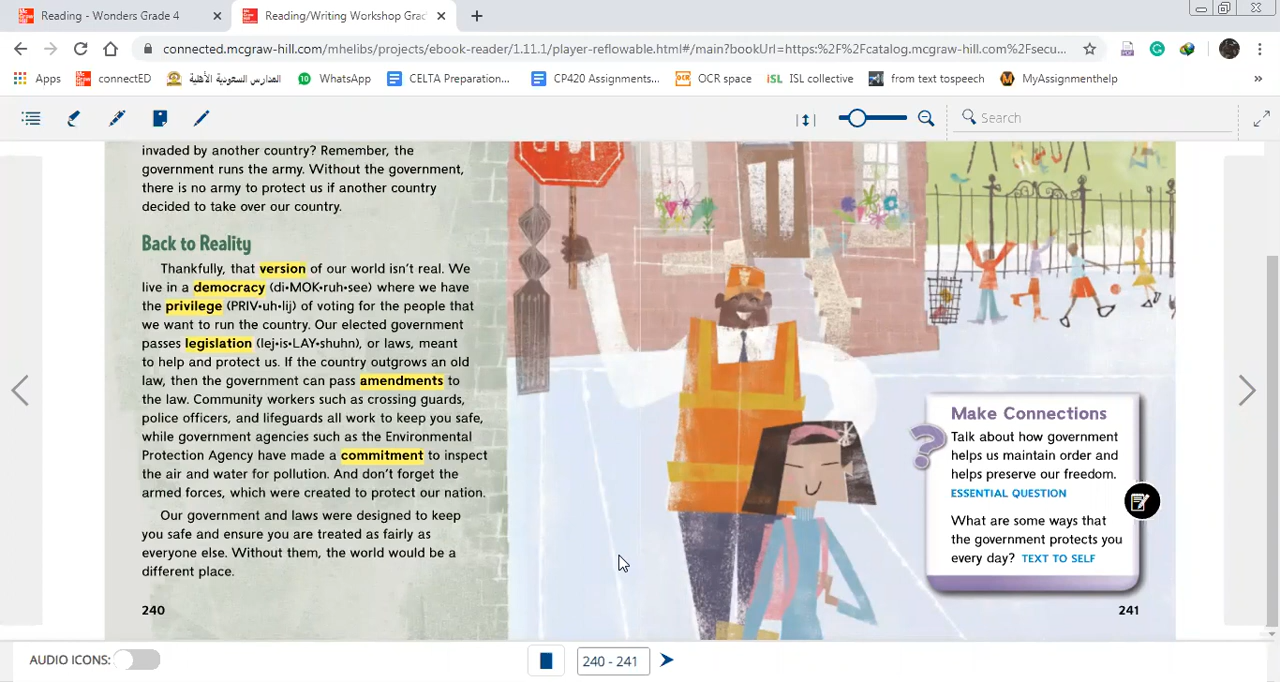 Reading - Wonders Grade 4
Reading/Writing Workshop Grac
connected.mcgraw-hill.com/mhelibs/projects/ebook-reader/1.11.1/player-reflowable.html#/main?bookUrl=https:%2F%2Fcatalog.mcgraw-hill.com%2Fsecu...
Apps
connectED
المدارس السعودية الأهلية
WhatsApp
CELTA Preparation...
CP420 Assignments...
OCR space
iSL ISL collective
from text tospeech
MyAssignmenthelp
»
Search
invaded by another country? Remember, the
government runs the army. Without the government,
there is no army to protect us if another country
decided to take over our country.
Back to Reality
Thankfully, that version of our world isn't real. We
live in a democracy (di•MOK•ruh•see) where we have
the privilege (PRIV•uh•lij) of voting for the people that
we want to run the country. Our elected government
passes legislation (lej•is•LAY•shuhn), or laws, meant
to help and protect us. If the country outgrows an old
law, then the government can pass amendments to
the law. Community workers such as crossing guards,
police officers, and lifeguards all work to keep you safe,
while government agencies such as the Environmental
Protection Agency have made a commitment to inspect
the air and water for pollution. And don't forget the
armed forces, which were created to protect our nation.
Our government and laws were designed to keep
you safe and ensure you are treated as fairly as
everyone else. Without them, the world would be a
different place.
240
Make Connections
Talk about how government
helps us maintain order and
helps preserve our freedom.
ESSENTIAL QUESTION
What are some ways that
the government protects you
every day? TEXT TO SELF
241
AUDIO ICONS:
240 - 241